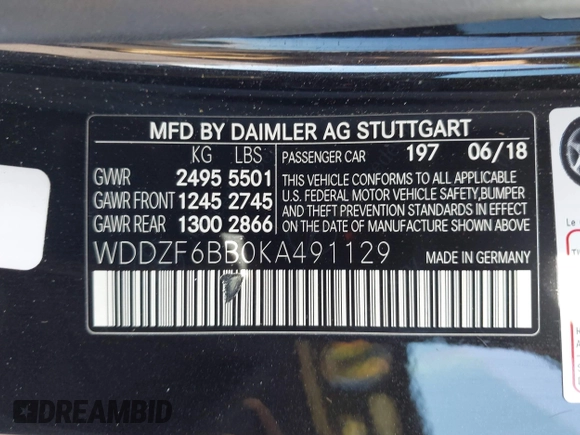 MFD BY DAIMLER AG STUTTGART
KG LBS
GVWR 2495 5501
GAWR FRONT 1245 2745
GAWR REAR 1300 2866
PASSENGER CAR 197 06/18
THIS VEHICLE CONFORMS TO ALL APPLICABLE
U.S. FEDERAL MOTOR VEHICLE SAFETY, BUMPER
AND THEFT PREVENTION STANDARDS IN EFFECT
ON THE DATE OF MANUFACTURE SHOWN ABOVE
WDDZF6BB0KA491129
MADE IN GERMANY
Le
DREAMBID